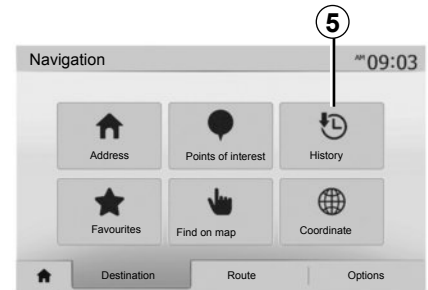 5
Navigation AM 09:03
Address Points of interest History
Favourites Find on map Coordinate
Destination Route Options